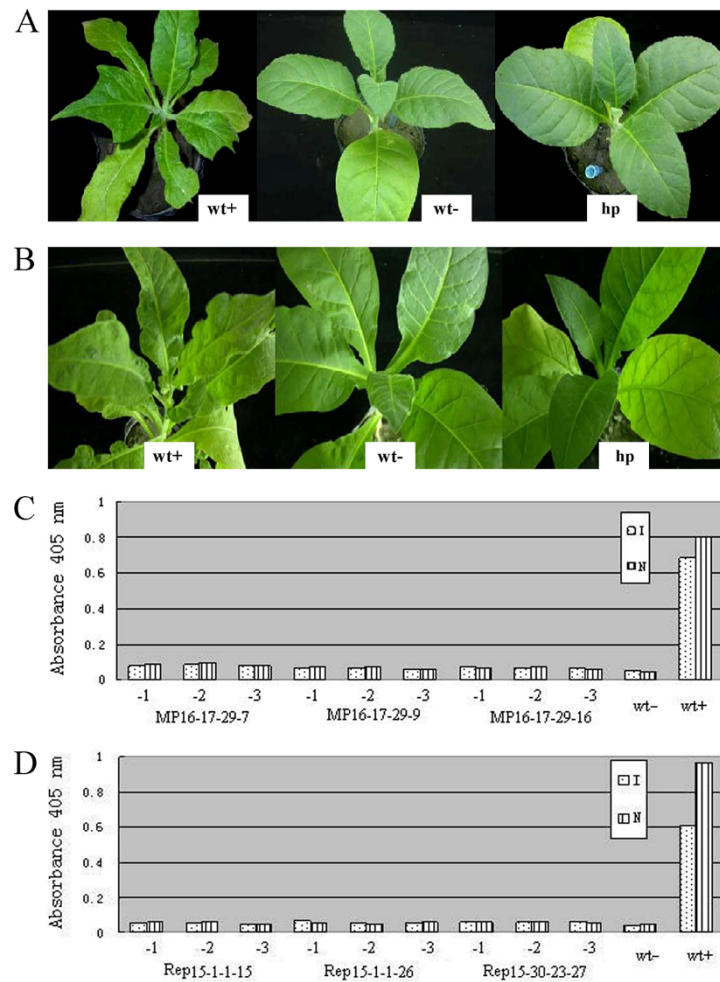 A
wt+ wt- hp
B
wt+ wt- hp
C
Absorbance 405 nm
1
0.8
0.6
0.4
0.2
0
I
N
-1 -2 -3 -1 -2 -3 -1 -2 -3 wt- wt+
MP16-17-29-7 MP16-17-29-9 MP16-17-29-16
D
Absorbance 405 nm
1
0.8
0.6
0.4
0.2
0
I
N
-1 -2 -3 -1 -2 -3 -1 -2 -3 wt- wt+
Rep15-1-1-15 Rep15-1-1-26 Rep15-30-23-27